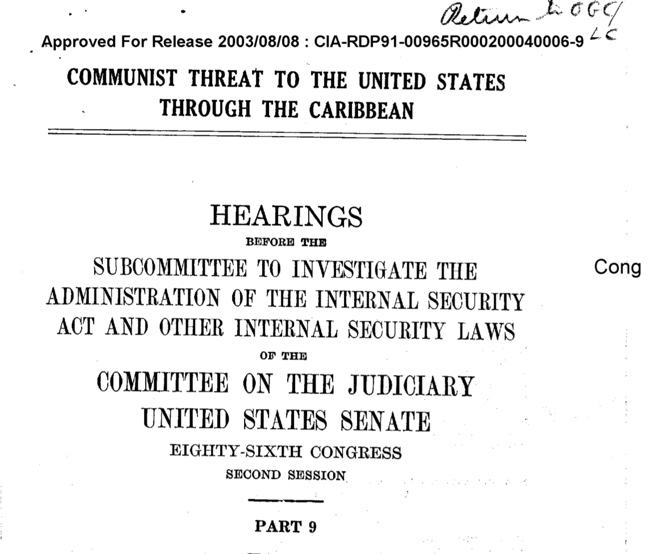 Return to OGC/
LC
Approved For Release 2003/08/08 : CIA-RDP91-00965R000200040006-9
COMMUNIST THREAT TO THE UNITED STATES
THROUGH THE CARIBBEAN
HEARINGS
BEFORE THE
SUBCOMMITTEE TO INVESTIGATE THE
ADMINISTRATION OF THE INTERNAL SECURITY
ACT AND OTHER INTERNAL SECURITY LAWS
OF THE
COMMITTEE ON THE JUDICIARY
UNITED STATES SENATE
EIGHTY-SIXTH CONGRESS
SECOND SESSION
PART 9
Cong